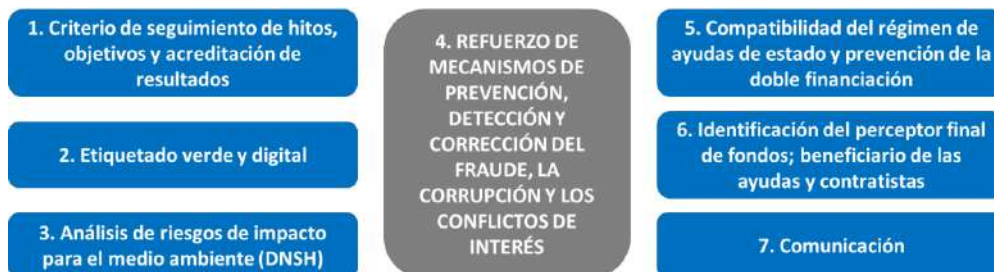 1. Criterio de seguimiento de hitos,
objetivos y acreditación de
resultados
2. Etiquetado verde y digital
3. Análisis de riesgos de impacto
para el medio ambiente (DNSH)
4. REFUERZO DE
MECANISMOS DE
PREVENCIÓN,
DETECCIÓN Y
CORRECCIÓN DEL
FRAUDE, LA
CORRUPCIÓN Y LOS
CONFLICTOS DE
INTERÉS
5. Compatibilidad del régimen de
ayudas de estado y prevención de la
doble financiación
6. Identificación del perceptor final
de fondos; beneficiario de las
ayudas y contratistas
7. Comunicación